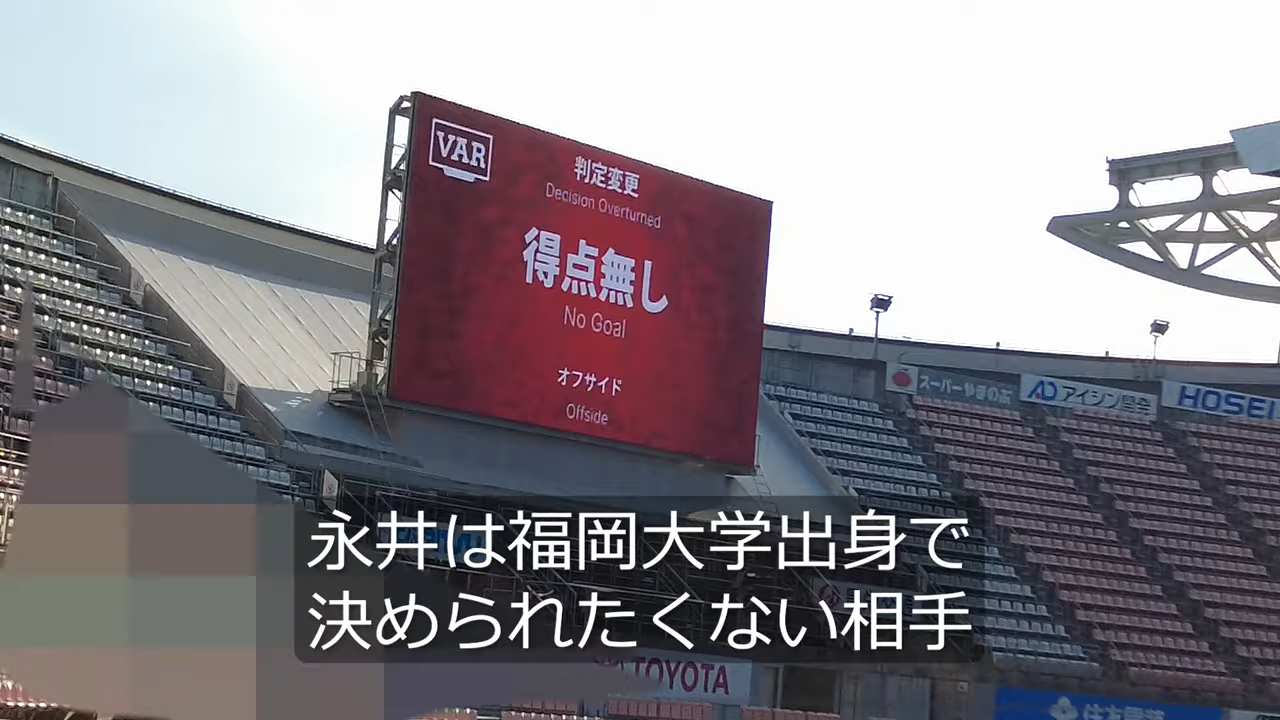 VAR
判定変更
Decision Overturned
得点無し
No Goal
オフサイド
Offside
スーパーやまのぶ
アイシン
HOSEI
永井は福岡大学出身で
決められたくない相手
TOYOTA